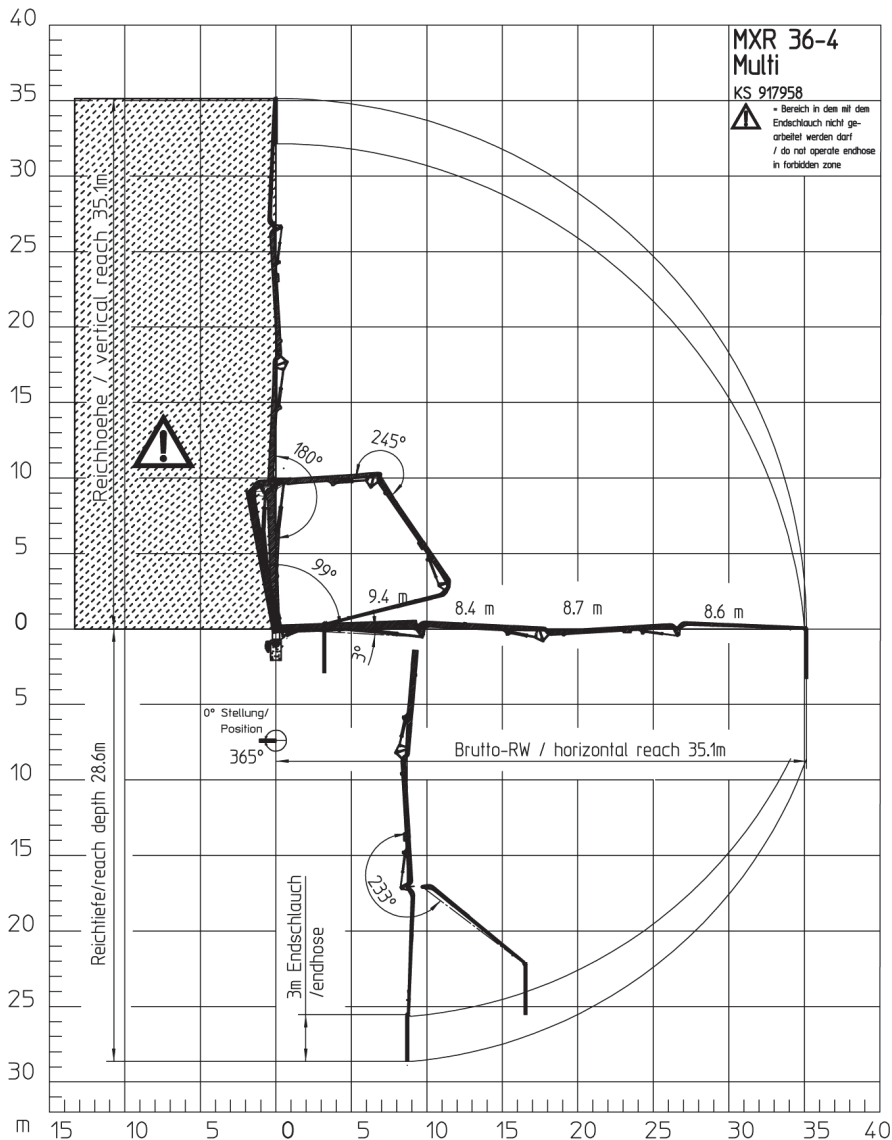 MXR 36-4
Multi
KS 917958
= Bereich in dem mit dem
Endschlauch nicht ge-
arbeitet werden darf
/ do not operate endhose
in forbidden zone
40
35
30
25
20
15
10
5
0
5
10
15
20
25
30
m
Reichhoehe / vertical reach 35.1m
180°
245°
99°
9.4 m
8.4 m
8.7 m
8.6 m
3°
0° Stellung/
Position
365°
Brutto-RW / horizontal reach 35.1m
Reichtiefe/reach depth 28.6m
233°
3m Endschlauch
/endhose
15
10
5
0
5
10
15
20
25
30
35
40